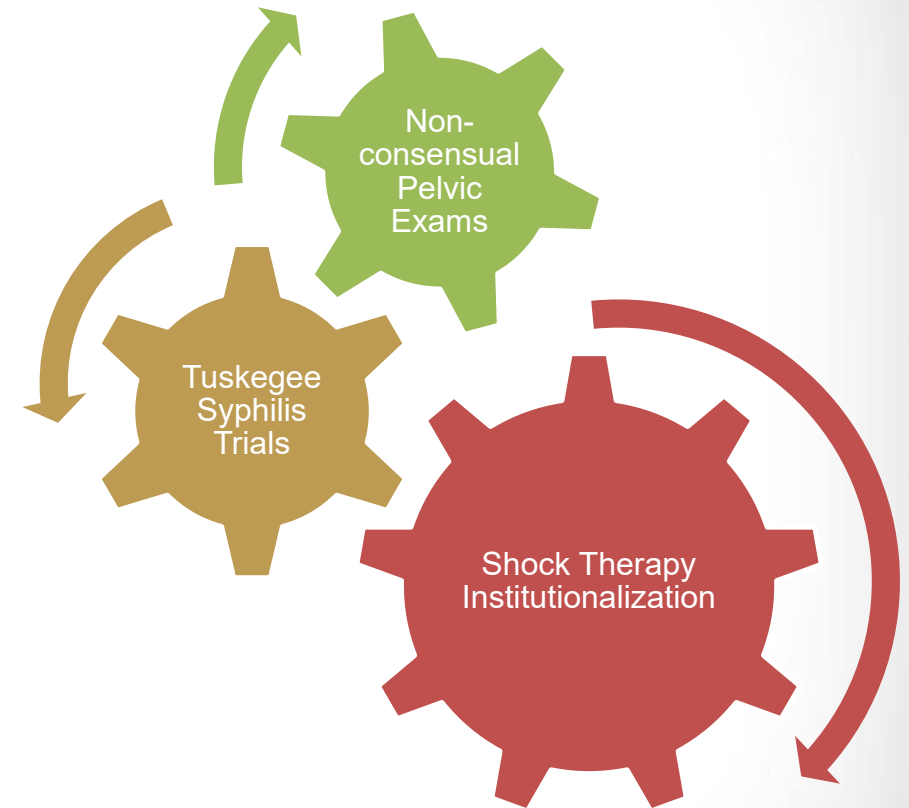 Non-
consensual
Pelvic
Exams
Tuskegee
Syphilis
Trials
Shock Therapy
Institutionalization